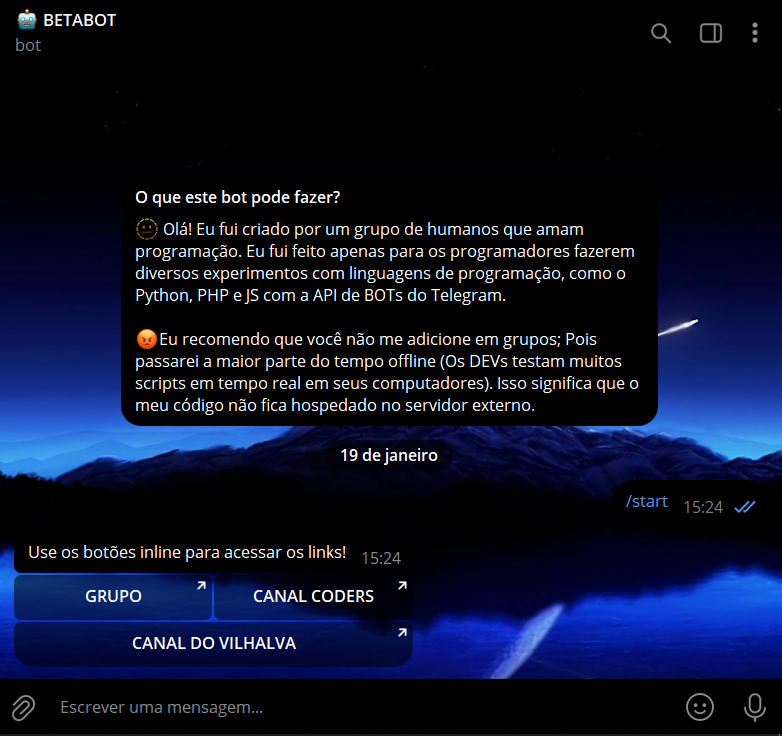 🤖 BETABOT
bot
O que este bot pode fazer?
🫥 Olá! Eu fui criado por um grupo de humanos que amam
programação. Eu fui feito apenas para os programadores fazerem
diversos experimentos com linguagens de programação, como o
Python, PHP e JS com a API de BOTs do Telegram.
😡Eu recomendo que você não me adicione em grupos; Pois
passarei a maior parte do tempo offline (Os DEVs testam muitos
scripts em tempo real em seus computadores). Isso significa que o
meu código não fica hospedado no servidor externo.
19 de janeiro
/start 15:24
Use os botões inline para acessar os links! 15:24
GRUPO
CANAL CODERS
CANAL DO VILHALVA
Escrever uma mensagem...